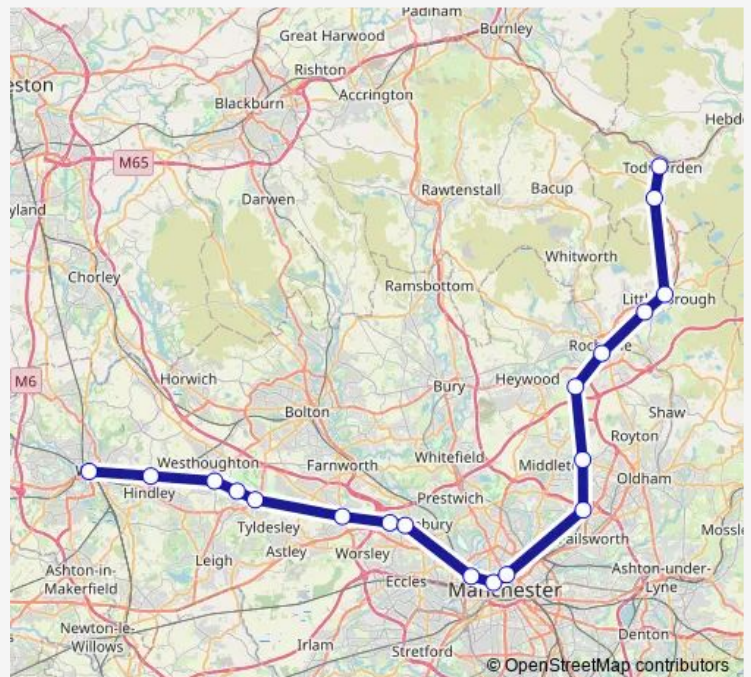 Padiham
Great Harwood
Burnley
Rishton
eston
Accrington
Blackburn
Hebd
M65
Rawtenstall
Bacup
Darwen
yland
Whitworth
Chorley
Ramsbottom
M6
Horwich
Bury
Heywood
Bolton
Shaw
Royton
Westhoughton
Farnworth
Whitefield
Hindley
Oldham
Prestwich
Tyldesley
bury
ailsworth
Mossl
Astley
Worsley
Leigh
Ashton-in-
Makerfield
Eccles
Manchester
Ashton-under-
Lyne
Newton-le-
Willows
Irlam
Stretford
Denton
© OpenStreetMap contributors